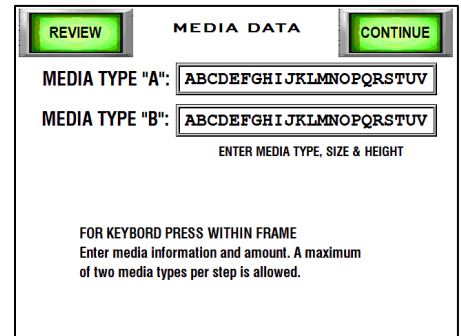 REVIEW MEDIA DATA CONTINUE
MEDIA TYPE "A": ABCDEFGHIJKLMNOPQRSTUV
MEDIA TYPE "B": ABCDEFGHIJKLMNOPQRSTUV
ENTER MEDIA TYPE, SIZE & HEIGHT
FOR KEYBORD PRESS WITHIN FRAME
Enter media information and amount. A maximum
of two media types per step is allowed.